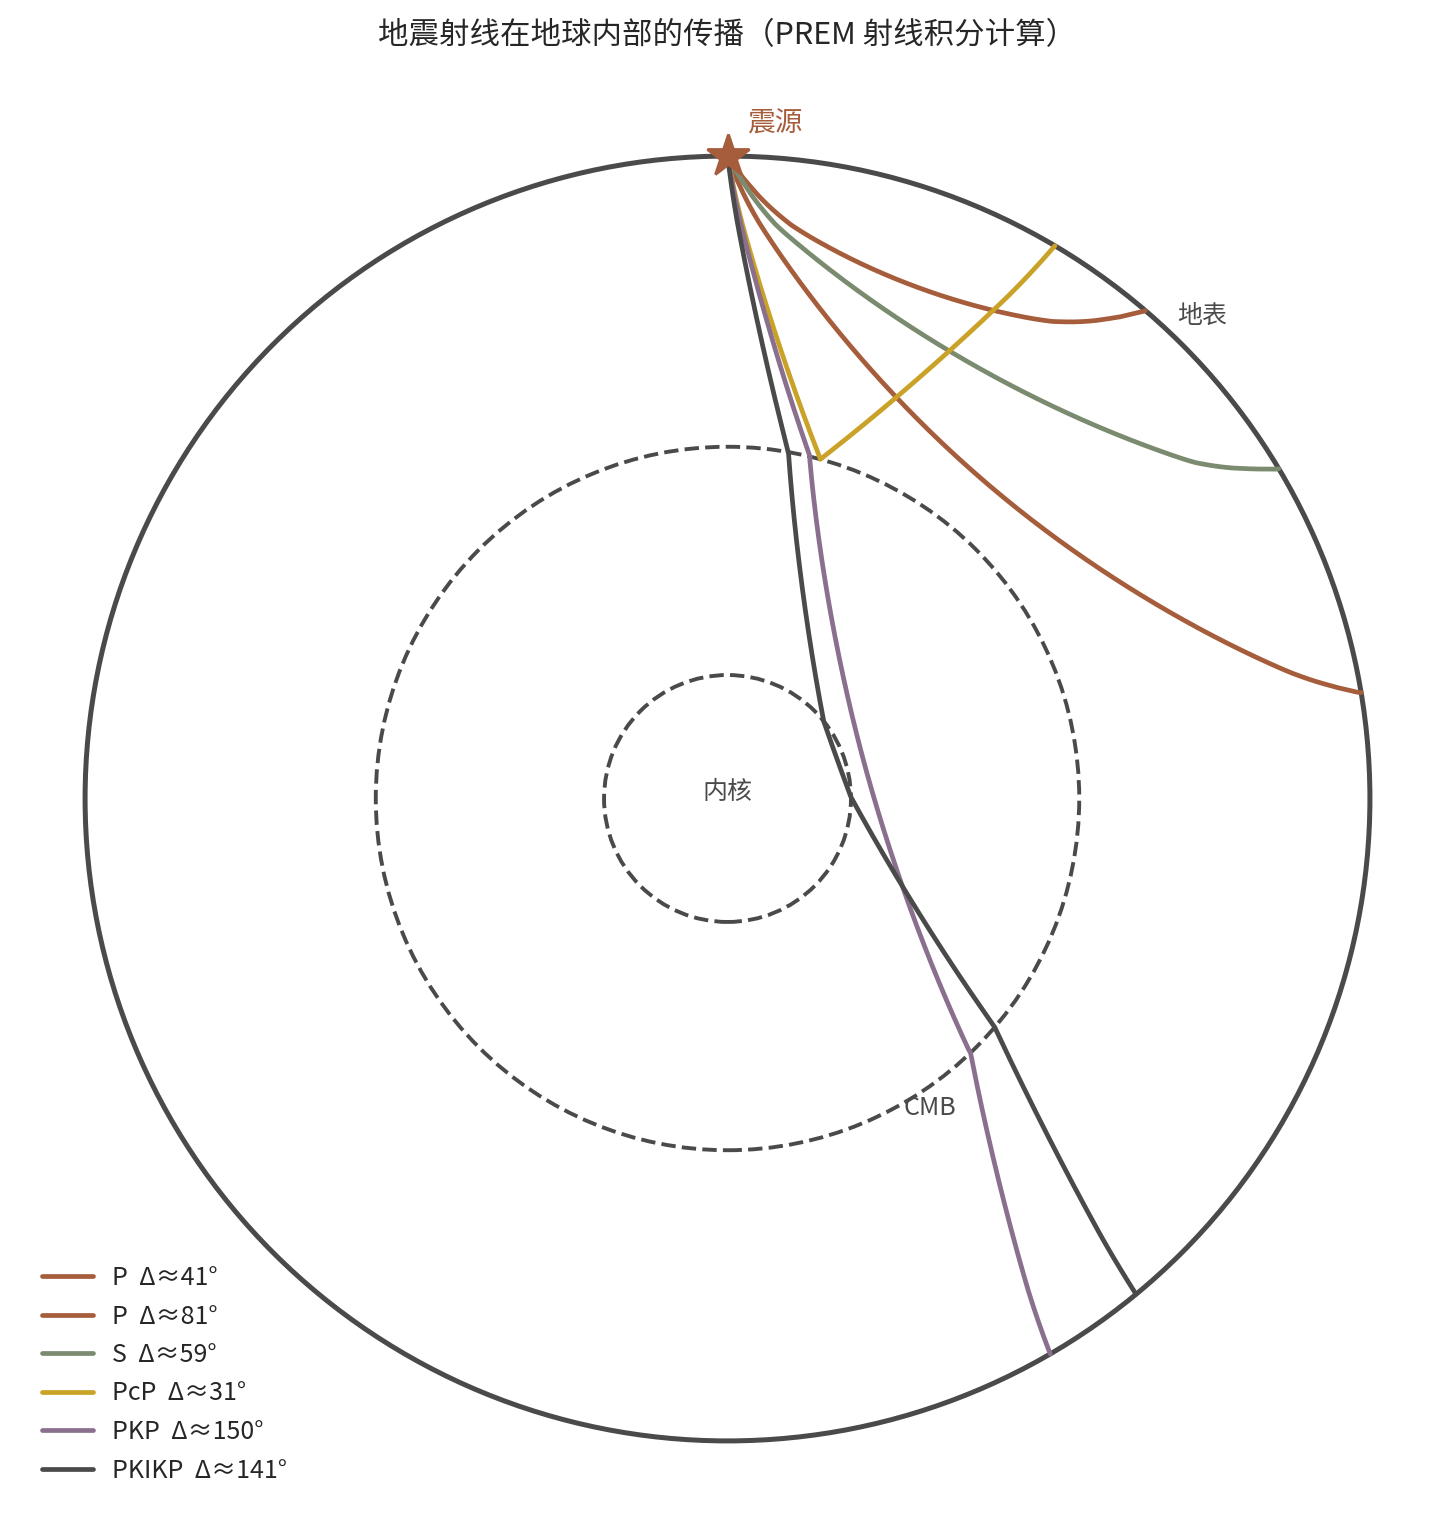 地震射线在地球内部的传播（PREM 射线积分计算）
震源
地表
内核
CMB
P Δ≈41°
P Δ≈81°
S Δ≈59°
PcP Δ≈31°
PKP Δ≈150°
PKIKP Δ≈141°